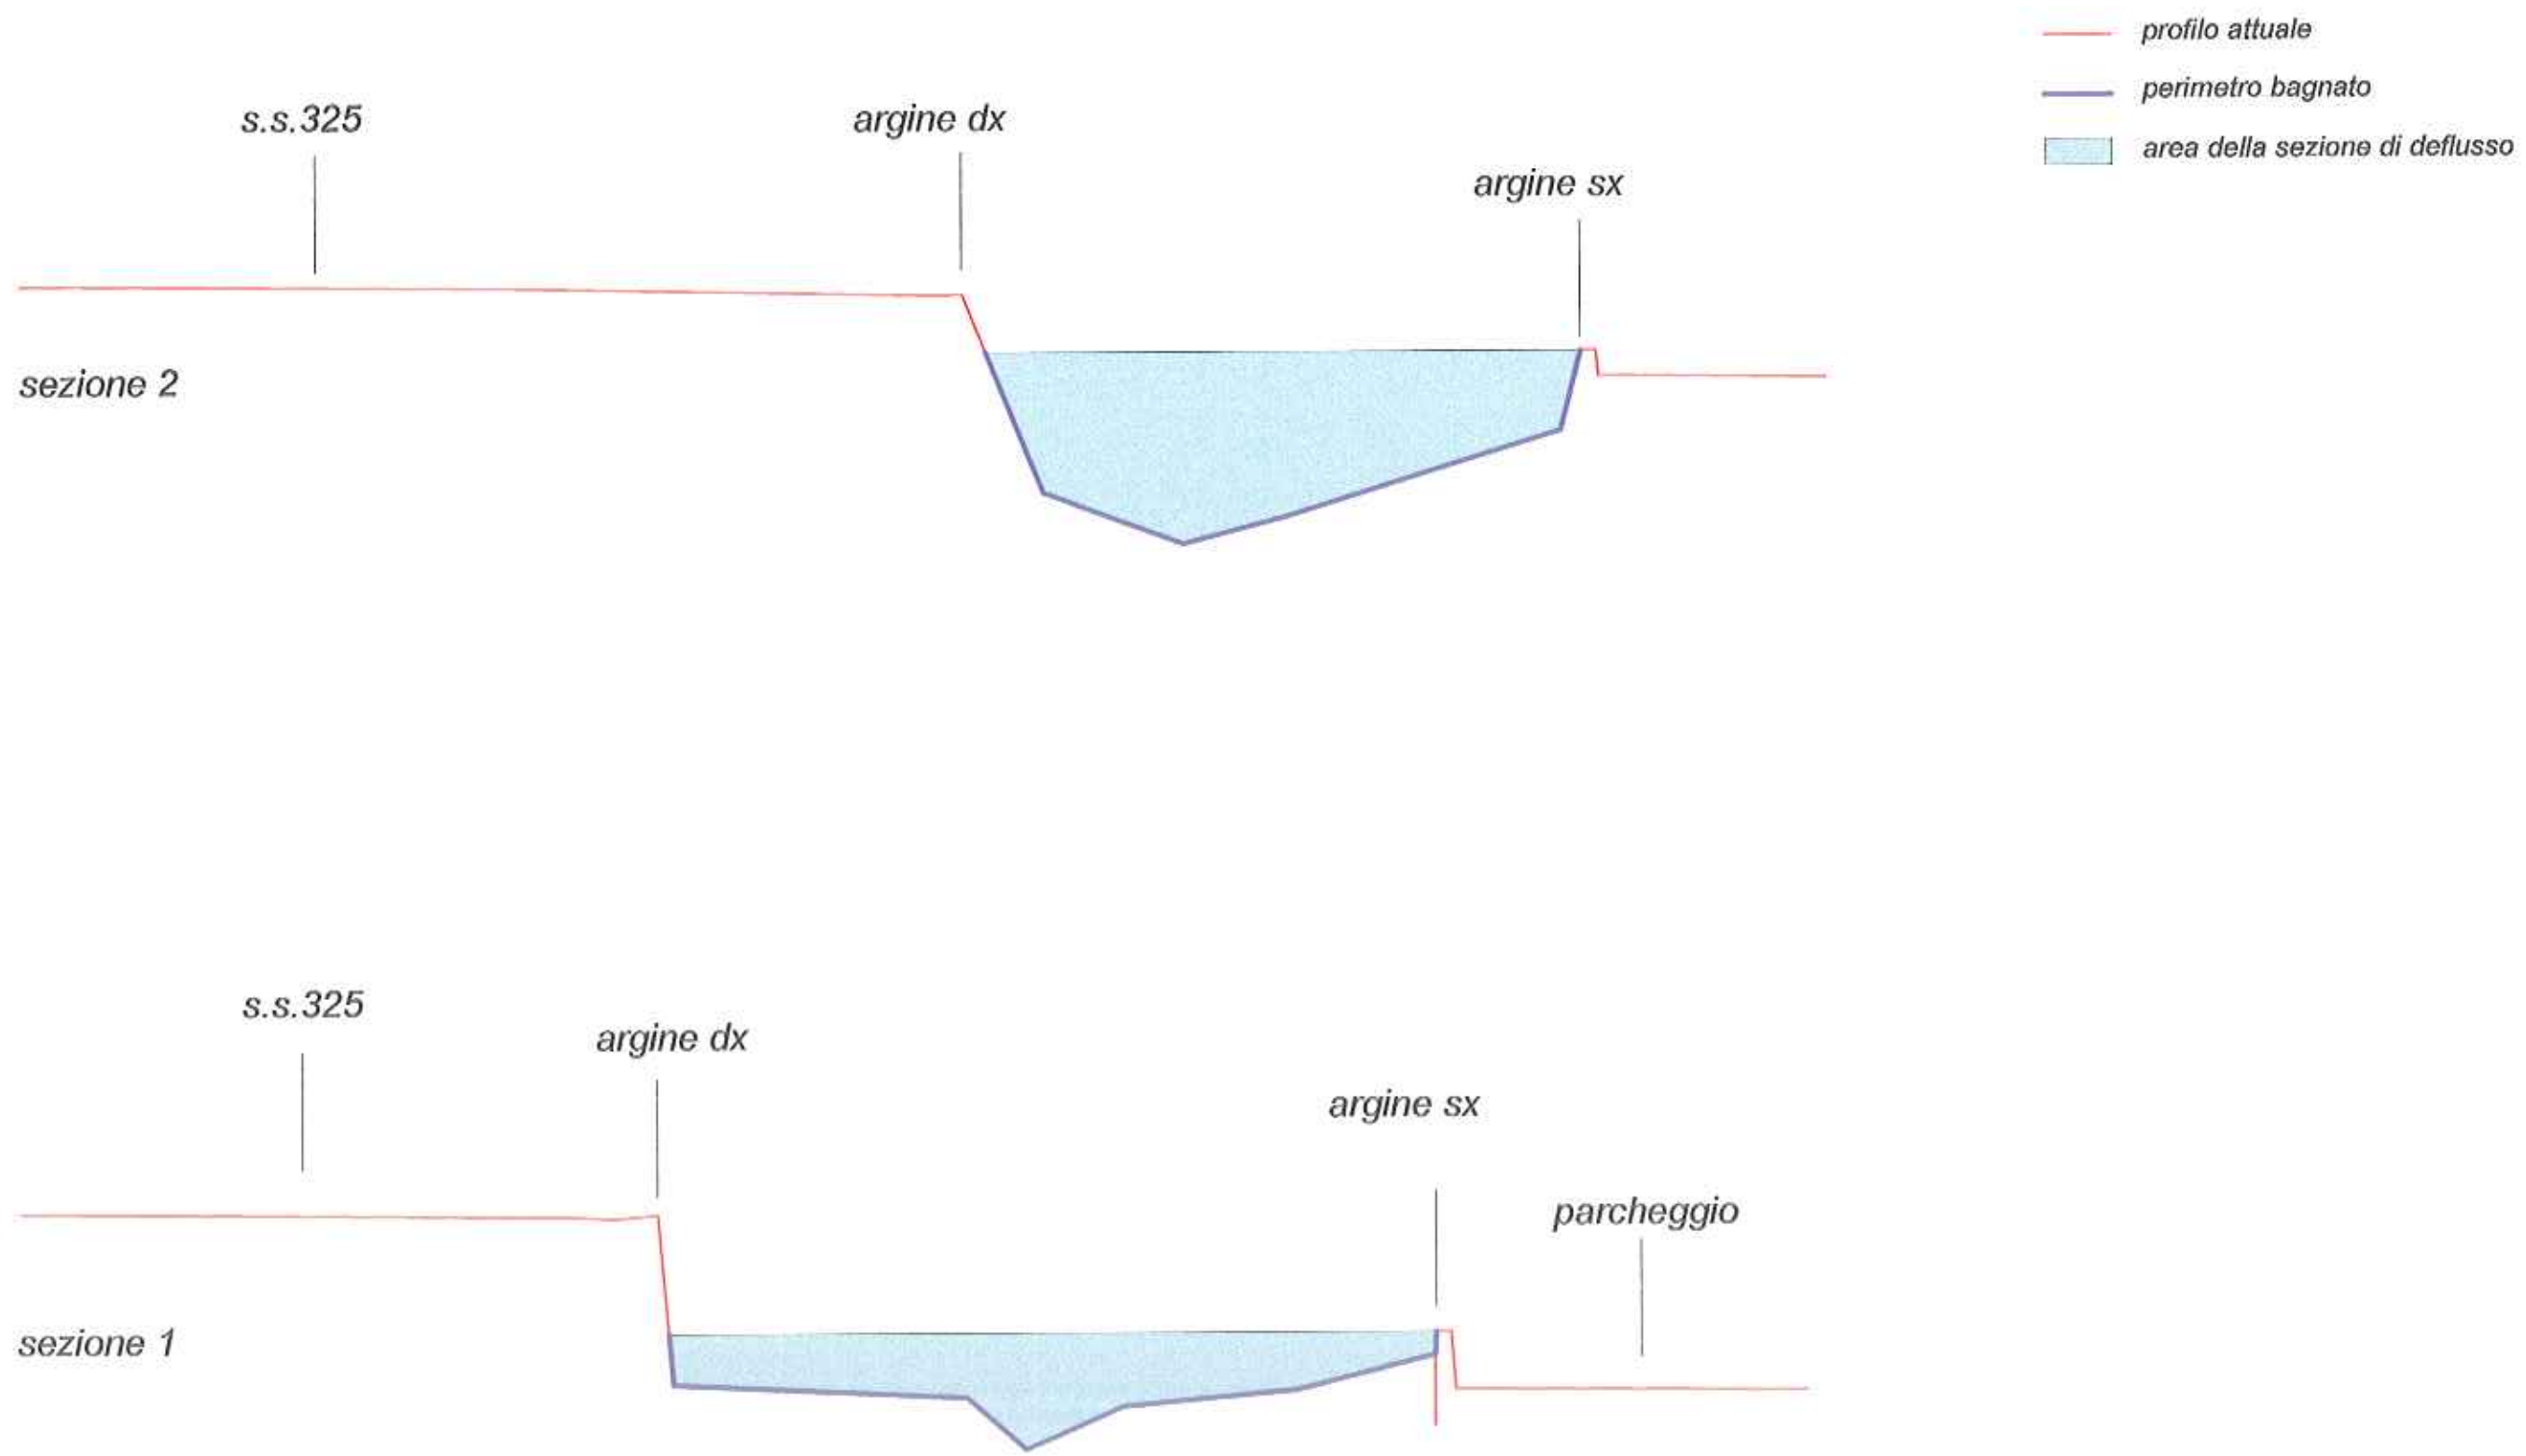 profilo attuale
perimetro bagnato
area della sezione di deflusso
s.s.325
argine dx
argine sx
sezione 2
s.s.325
argine dx
argine sx
parcheggio
sezione 1